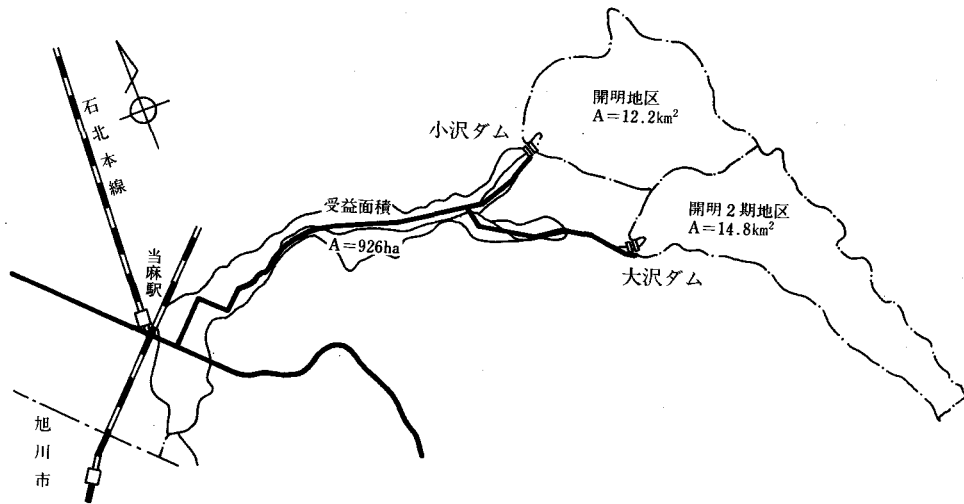 開明地区
A=12.2km²
小沢ダム
石北本線
受益面積
開明2期地区
A=14.8km²
A=926ha
当麻駅
大沢ダム
旭川市